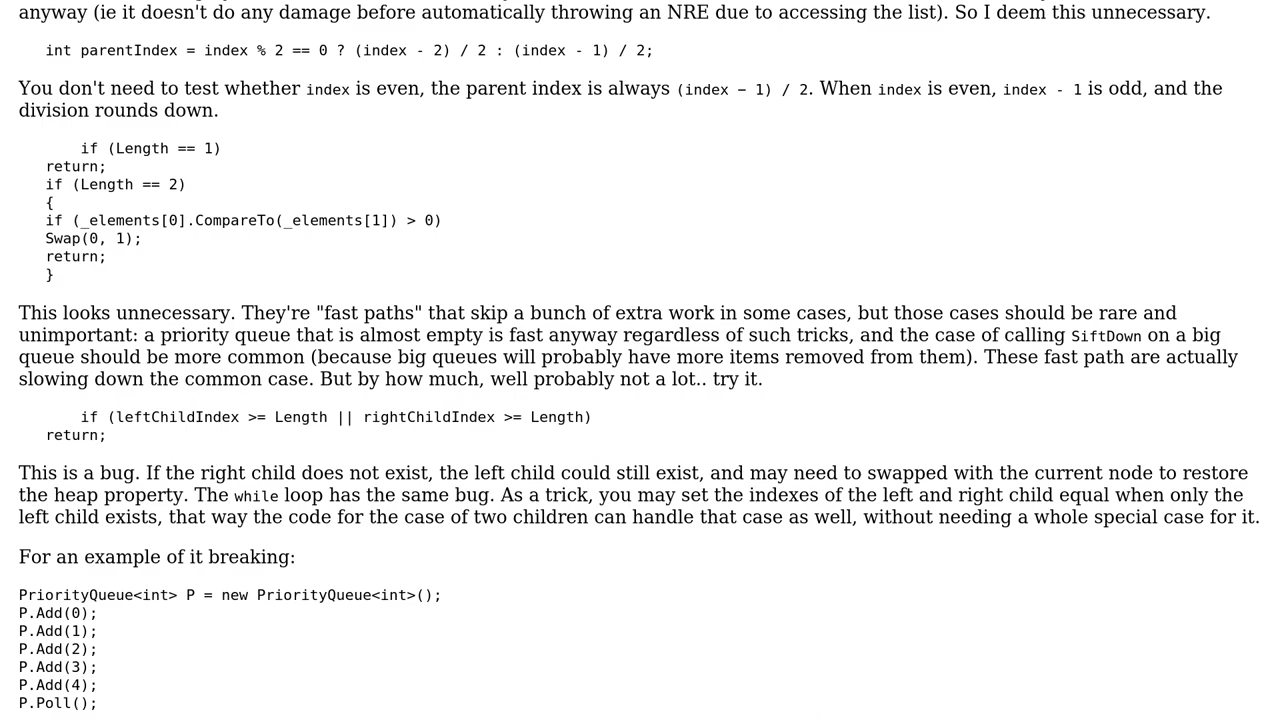 anyway (ie it doesn't do any damage before automatically throwing an NRE due to accessing the list). So I deem this unnecessary.
int parentIndex = index % 2 == 0 ? (index - 2) / 2 : (index - 1) / 2;
You don't need to test whether index is even, the parent index is always (index − 1) / 2. When index is even, index - 1 is odd, and the
division rounds down.
if (Length == 1)
return;
if (Length == 2)
{
if (_elements[0].CompareTo(_elements[1]) > 0)
Swap(0, 1);
return;
}
This looks unnecessary. They're "fast paths" that skip a bunch of extra work in some cases, but those cases should be rare and
unimportant: a priority queue that is almost empty is fast anyway regardless of such tricks, and the case of calling SiftDown on a big
queue should be more common (because big queues will probably have more items removed from them). These fast path are actually
slowing down the common case. But by how much, well probably not a lot.. try it.
if (leftChildIndex >= Length || rightChildIndex >= Length)
return;
This is a bug. If the right child does not exist, the left child could still exist, and may need to swapped with the current node to restore
the heap property. The while loop has the same bug. As a trick, you may set the indexes of the left and right child equal when only the
left child exists, that way the code for the case of two children can handle that case as well, without needing a whole special case for it.
For an example of it breaking:
PriorityQueue<int> P = new PriorityQueue<int>();
P.Add(0);
P.Add(1);
P.Add(2);
P.Add(3);
P.Add(4);
P.Poll();